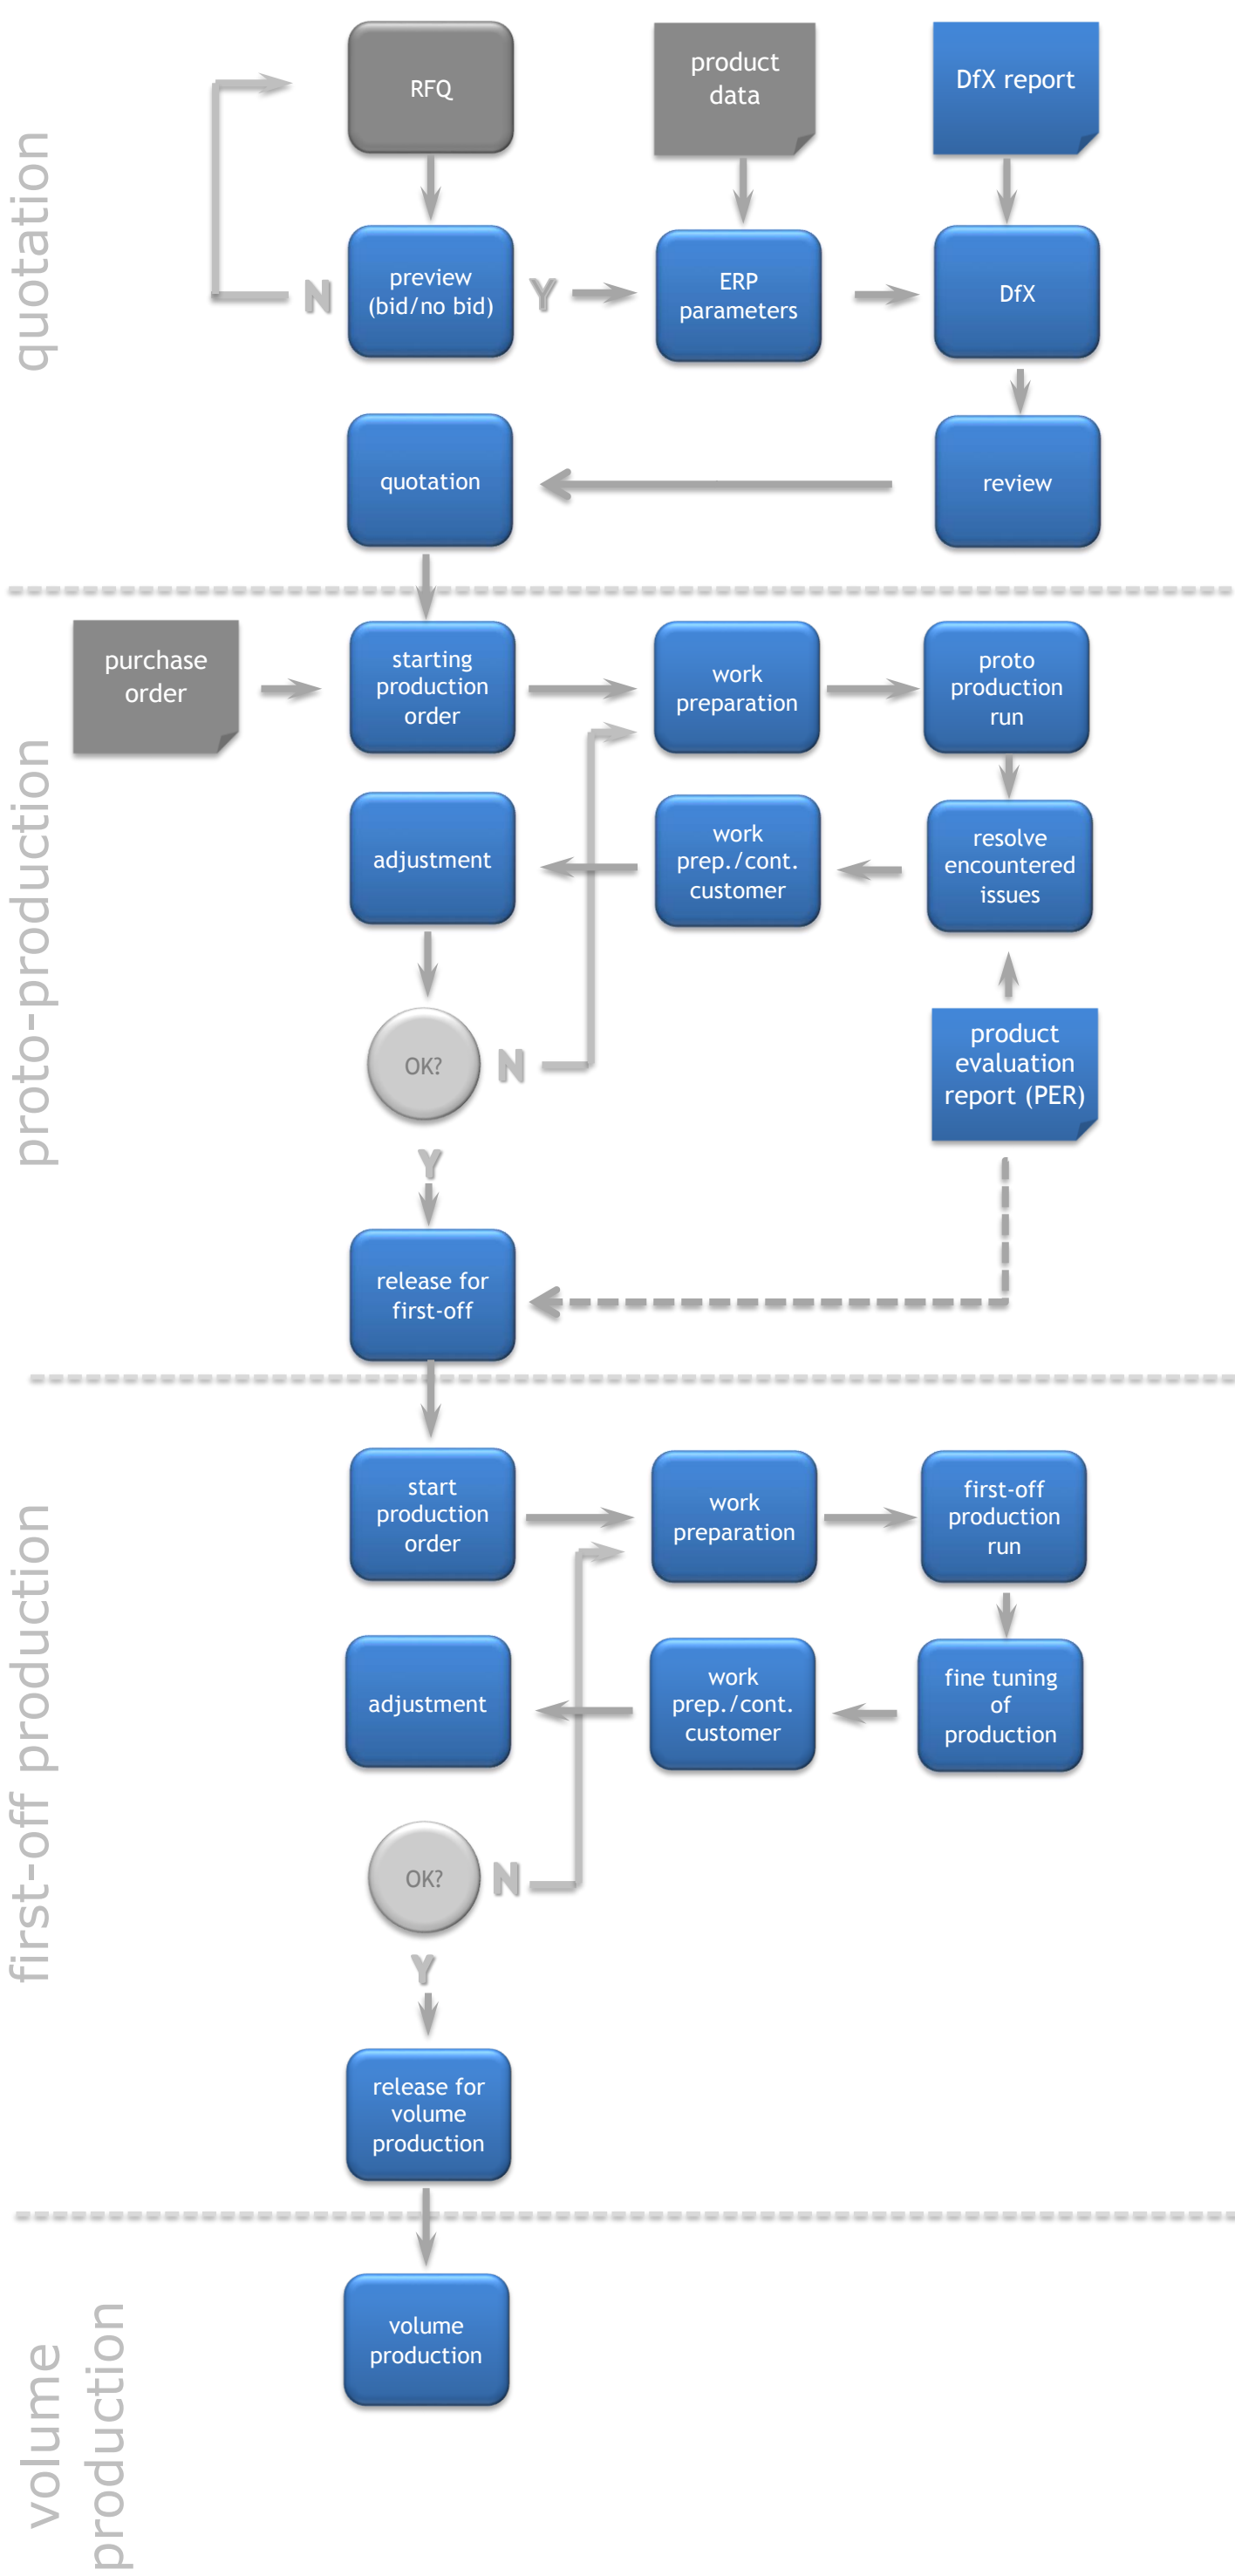 quotation
RFQ
product
data
DfX report
N
preview
(bid/no bid)
Y
ERP
parameters
DfX
quotation
review
proto-production
purchase
order
starting
production
order
work
preparation
proto
production
run
adjustment
work
prep./cont.
customer
resolve
encountered
issues
OK?
N
product
evaluation
report (PER)
Y
release for
first-off
first-off production
start
production
order
work
preparation
first-off
production
run
adjustment
work
prep./cont.
customer
fine tuning
of
production
OK?
N
Y
release for
volume
production
volume
production
volume
production